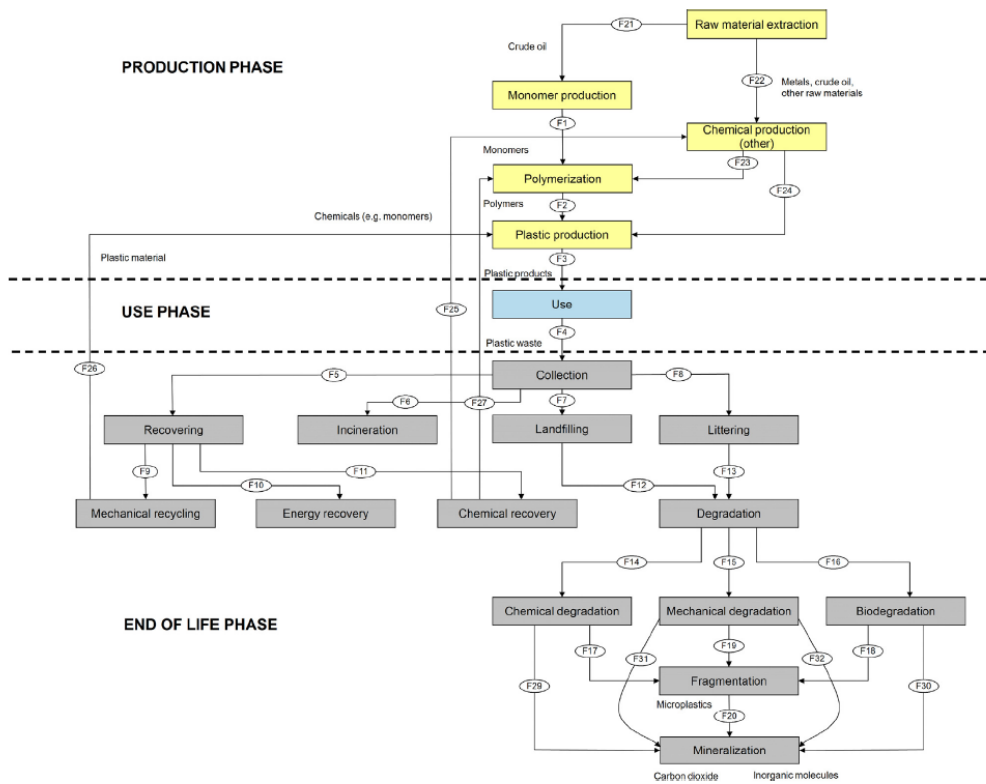 F21
Raw material extraction
Crude oil
PRODUCTION PHASE
F22
Metals, crude oil,
other raw materials
Monomer production
F1
Chemical production
(other)
Monomers
F23
Polymerization
F24
Polymers
F2
Chemicals (e.g. monomers)
Plastic production
Plastic material
F3
Plastic products
USE PHASE
Use
F25
F4
Plastic waste
F26
F5
Collection
F8
F6
F27
F7
Recovering
Incineration
Landfilling
Littering
F9
F11
F13
F10
F12
Mechanical recycling
Energy recovery
Chemical recovery
Degradation
F14
F15
F16
END OF LIFE PHASE
Chemical degradation
Mechanical degradation
Biodegradation
F17
F19
F18
F31
F32
F29
Fragmentation
F30
Microplastics
F20
Mineralization
Carbon dioxide
Inorganic molecules